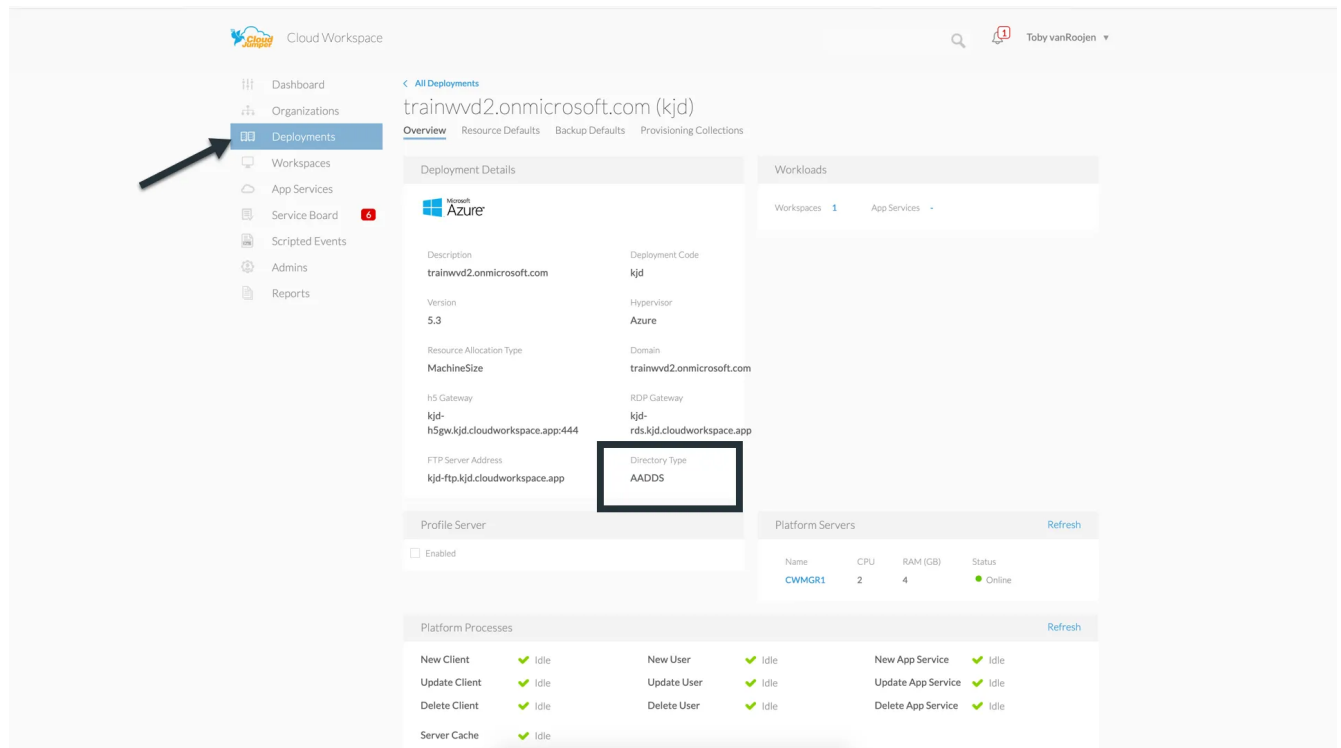 Cloud Jumper Cloud Workspace
1
Toby vanRoojen
Dashboard
Organizations
Deployments
Workspaces
App Services
Service Board 6
Scripted Events
Admins
Reports
All Deployments
trainwvd2.onmicrosoft.com (kjd)
Overview Resource Defaults Backup Defaults Provisioning Collections
Deployment Details
Microsoft
Azure
Description Deployment Code
trainwvd2.onmicrosoft.com kjd
Version Hypervisor
5.3 Azure
Resource Allocation Type Domain
MachineSize trainwvd2.onmicrosoft.com
h5 Gateway RDP Gateway
kjd- kjd-
h5gw.kjd.cloudworkspace.app:444 rds.kjd.cloudworkspace.app
FTP Server Address Directory Type
kjd-ftp.kjd.cloudworkspace.app AADDS
Workloads
Workspaces 1 App Services -
Profile Server
Enabled
Platform Servers Refresh
Name CPU RAM (GB) Status
CWMGR1 2 4 Online
Platform Processes Refresh
New Client Idle New User Idle New App Service Idle
Update Client Idle Update User Idle Update App Service Idle
Delete Client Idle Delete User Idle Delete App Service Idle
Server Cache Idle